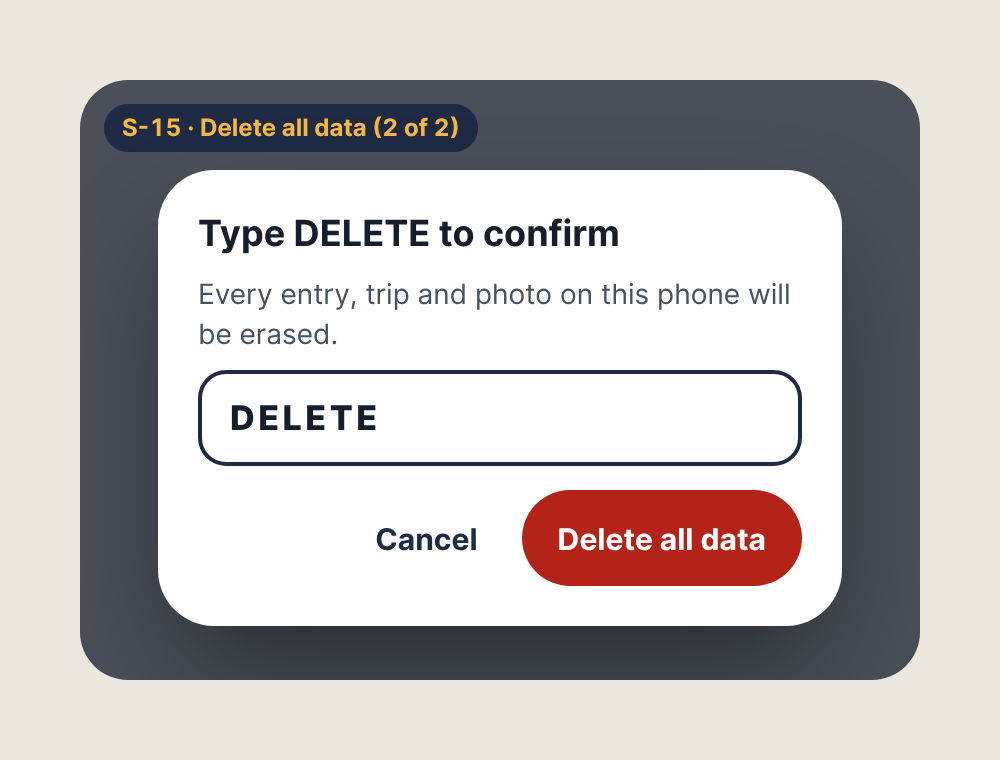 S-15 · Delete all data (2 of 2)
Type DELETE to confirm
Every entry, trip and photo on this phone will
be erased.
DELETE
Cancel
Delete all data